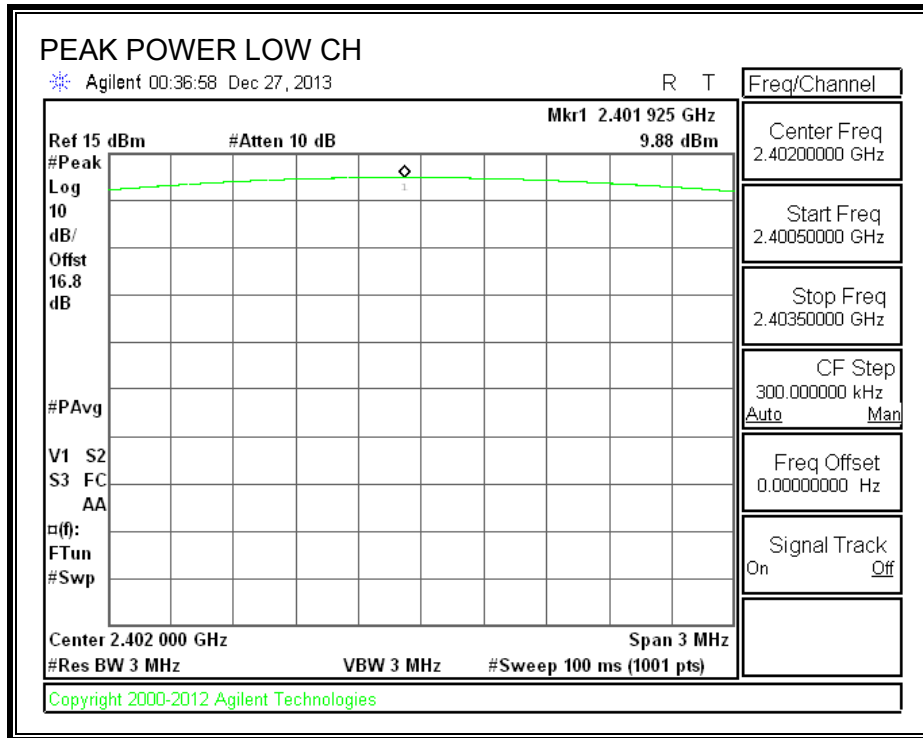 PEAK POWER LOW CH
Agilent 00:36:58 Dec 27, 2013 R T
Mkr1 2.401 925 GHz
Ref 15 dBm #Atten 10 dB 9.88 dBm
#Peak
Log
10
dB/
Offst
16.8
dB
1
#PAvg
V1 S2
S3 FC
AA
¤(f):
FTun
#Swp
Center 2.402 000 GHz Span 3 MHz
#Res BW 3 MHz VBW 3 MHz #Sweep 100 ms (1001 pts)
Copyright 2000-2012 Agilent Technologies
Freq/Channel
Center Freq
2.40200000 GHz
Start Freq
2.40050000 GHz
Stop Freq
2.40350000 GHz
CF Step
300.000000 kHz
Auto Man
Freq Offset
0.00000000 Hz
Signal Track
On Off